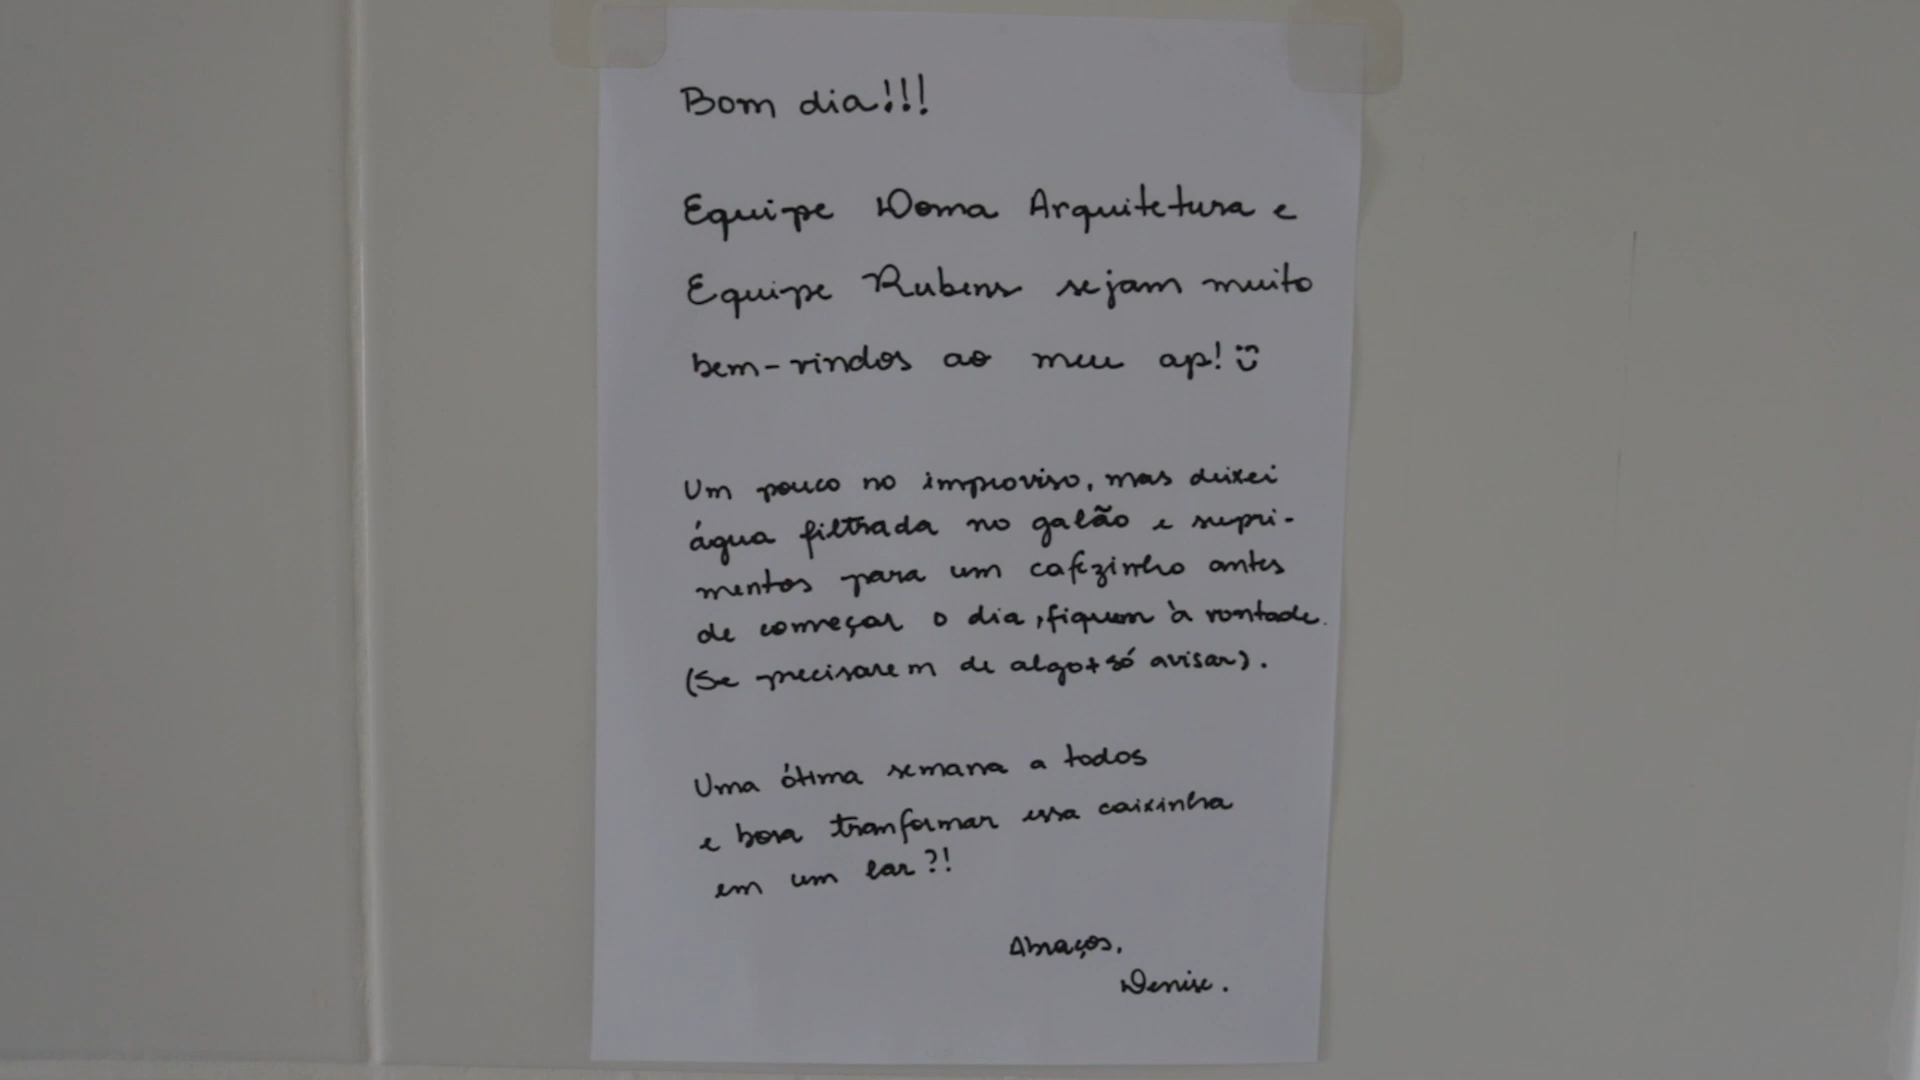 Bom dia!!!
Equipe Doma Arquitetura e
Equipe Rubens sejam muito
bem-vindos ao meu ap! :)
Um pouco no improviso, mas deixei
água filtrada no galão e supri-
mentos para um cafezinho antes
de começar o dia, fiquem à vontade.
(Se precisarem de algo + só avisar).
Uma ótima semana a todos
e bora tranformar essa caixinha
em um lar?!
Abraços,
Denise.